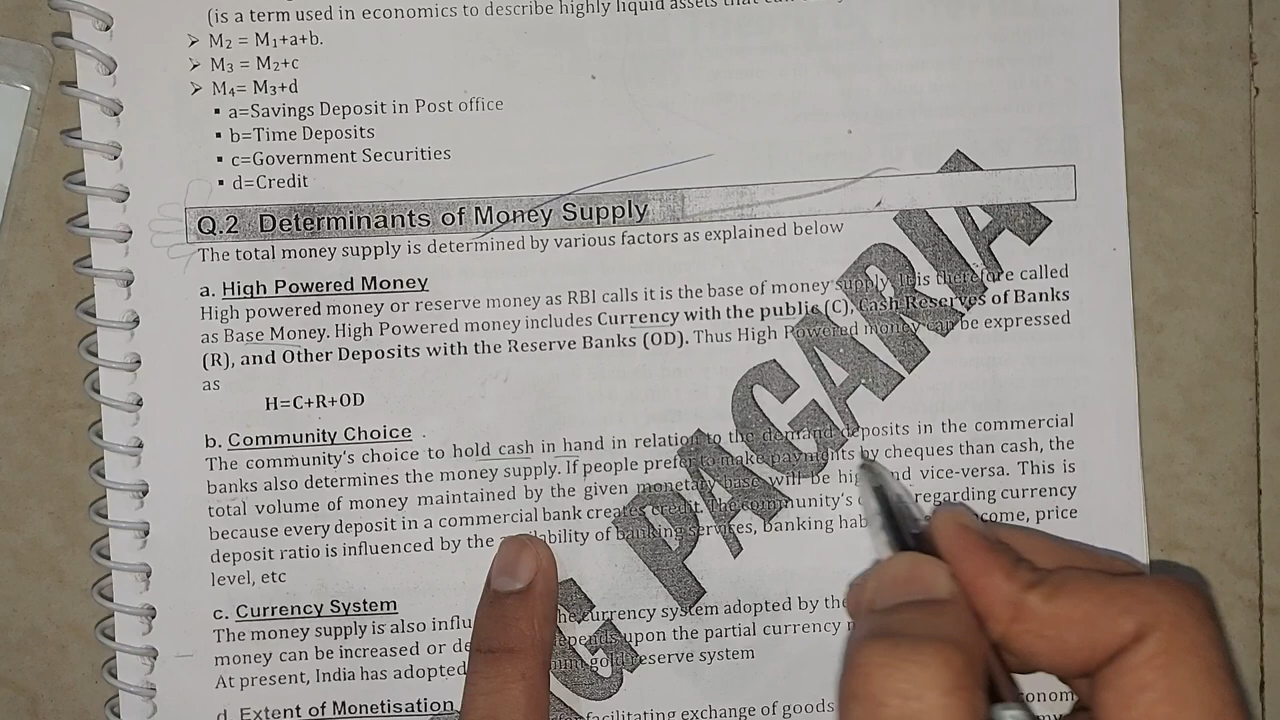 (is a term used in economics to describe highly liquid assets that can
➤ M₂ = M₁+a+b.
➤ M₃ = M₂+c
➤ M₄= M₃+d
▪ a=Savings Deposit in Post office
▪ b=Time Deposits
▪ c=Government Securities
▪ d=Credit
Q.2 Determinants of Money Supply
The total money supply is determined by various factors as explained below
a. High Powered Money
High powered money or reserve money as RBI calls it is the base of money supply. It is therefore called
as Base Money. High Powered money includes Currency with the public (C), Cash Reserves of Banks
(R), and Other Deposits with the Reserve Banks (OD). Thus High Powered money can be expressed
as
H=C+R+OD
b. Community Choice .
The community's choice to hold cash in hand in relation to the demand deposits in the commercial
banks also determines the money supply. If people prefer to make payments by cheques than cash, the
total volume of money maintained by the given monetary base will be high and vice-versa. This is
because every deposit in a commercial bank creates credit. The community's regarding currency
deposit ratio is influenced by the availability of banking services, banking price
level, etc
c. Currency System
The money supply is also the currency system adopted by the
money can be increased or depends upon the partial currency
At present, India has adopted gold reserve system
d. Extent of Monetisation
facilitating exchange of goods
PAGARIA